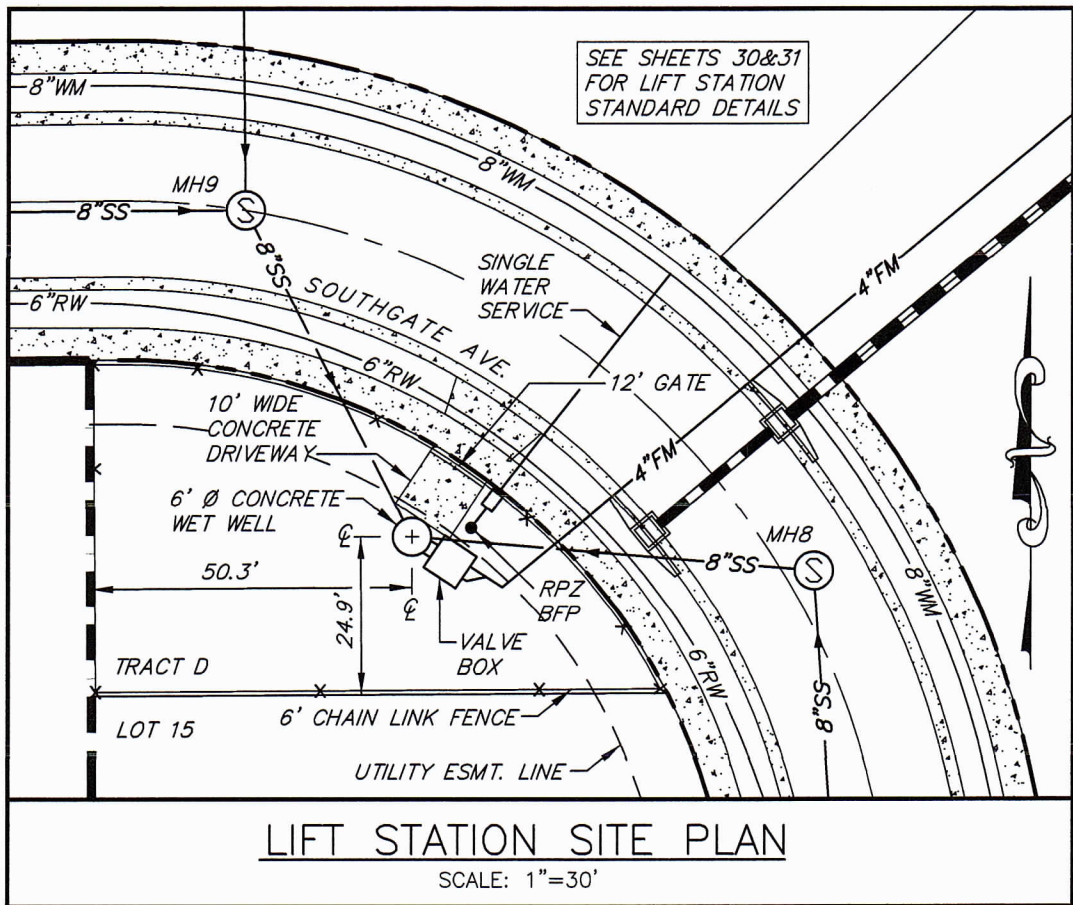 SEE SHEETS 30&31
FOR LIFT STATION
STANDARD DETAILS
8"WM
MH9
8"SS
8"SS
8"WM
SINGLE
WATER
SERVICE
4"FM
SOUTHGATE AVE.
6"RW
6"RW
12' GATE
10' WIDE
CONCRETE
DRIVEWAY
4"FM
6' Ø CONCRETE
WET WELL
℄
MH8
S
8"SS
50.3'
℄
24.9'
RPZ
BFP
8"WM
VALVE
BOX
6"RW
TRACT D
8"SS
6' CHAIN LINK FENCE
LOT 15
UTILITY ESMT. LINE
LIFT STATION SITE PLAN
SCALE: 1"=30'
S